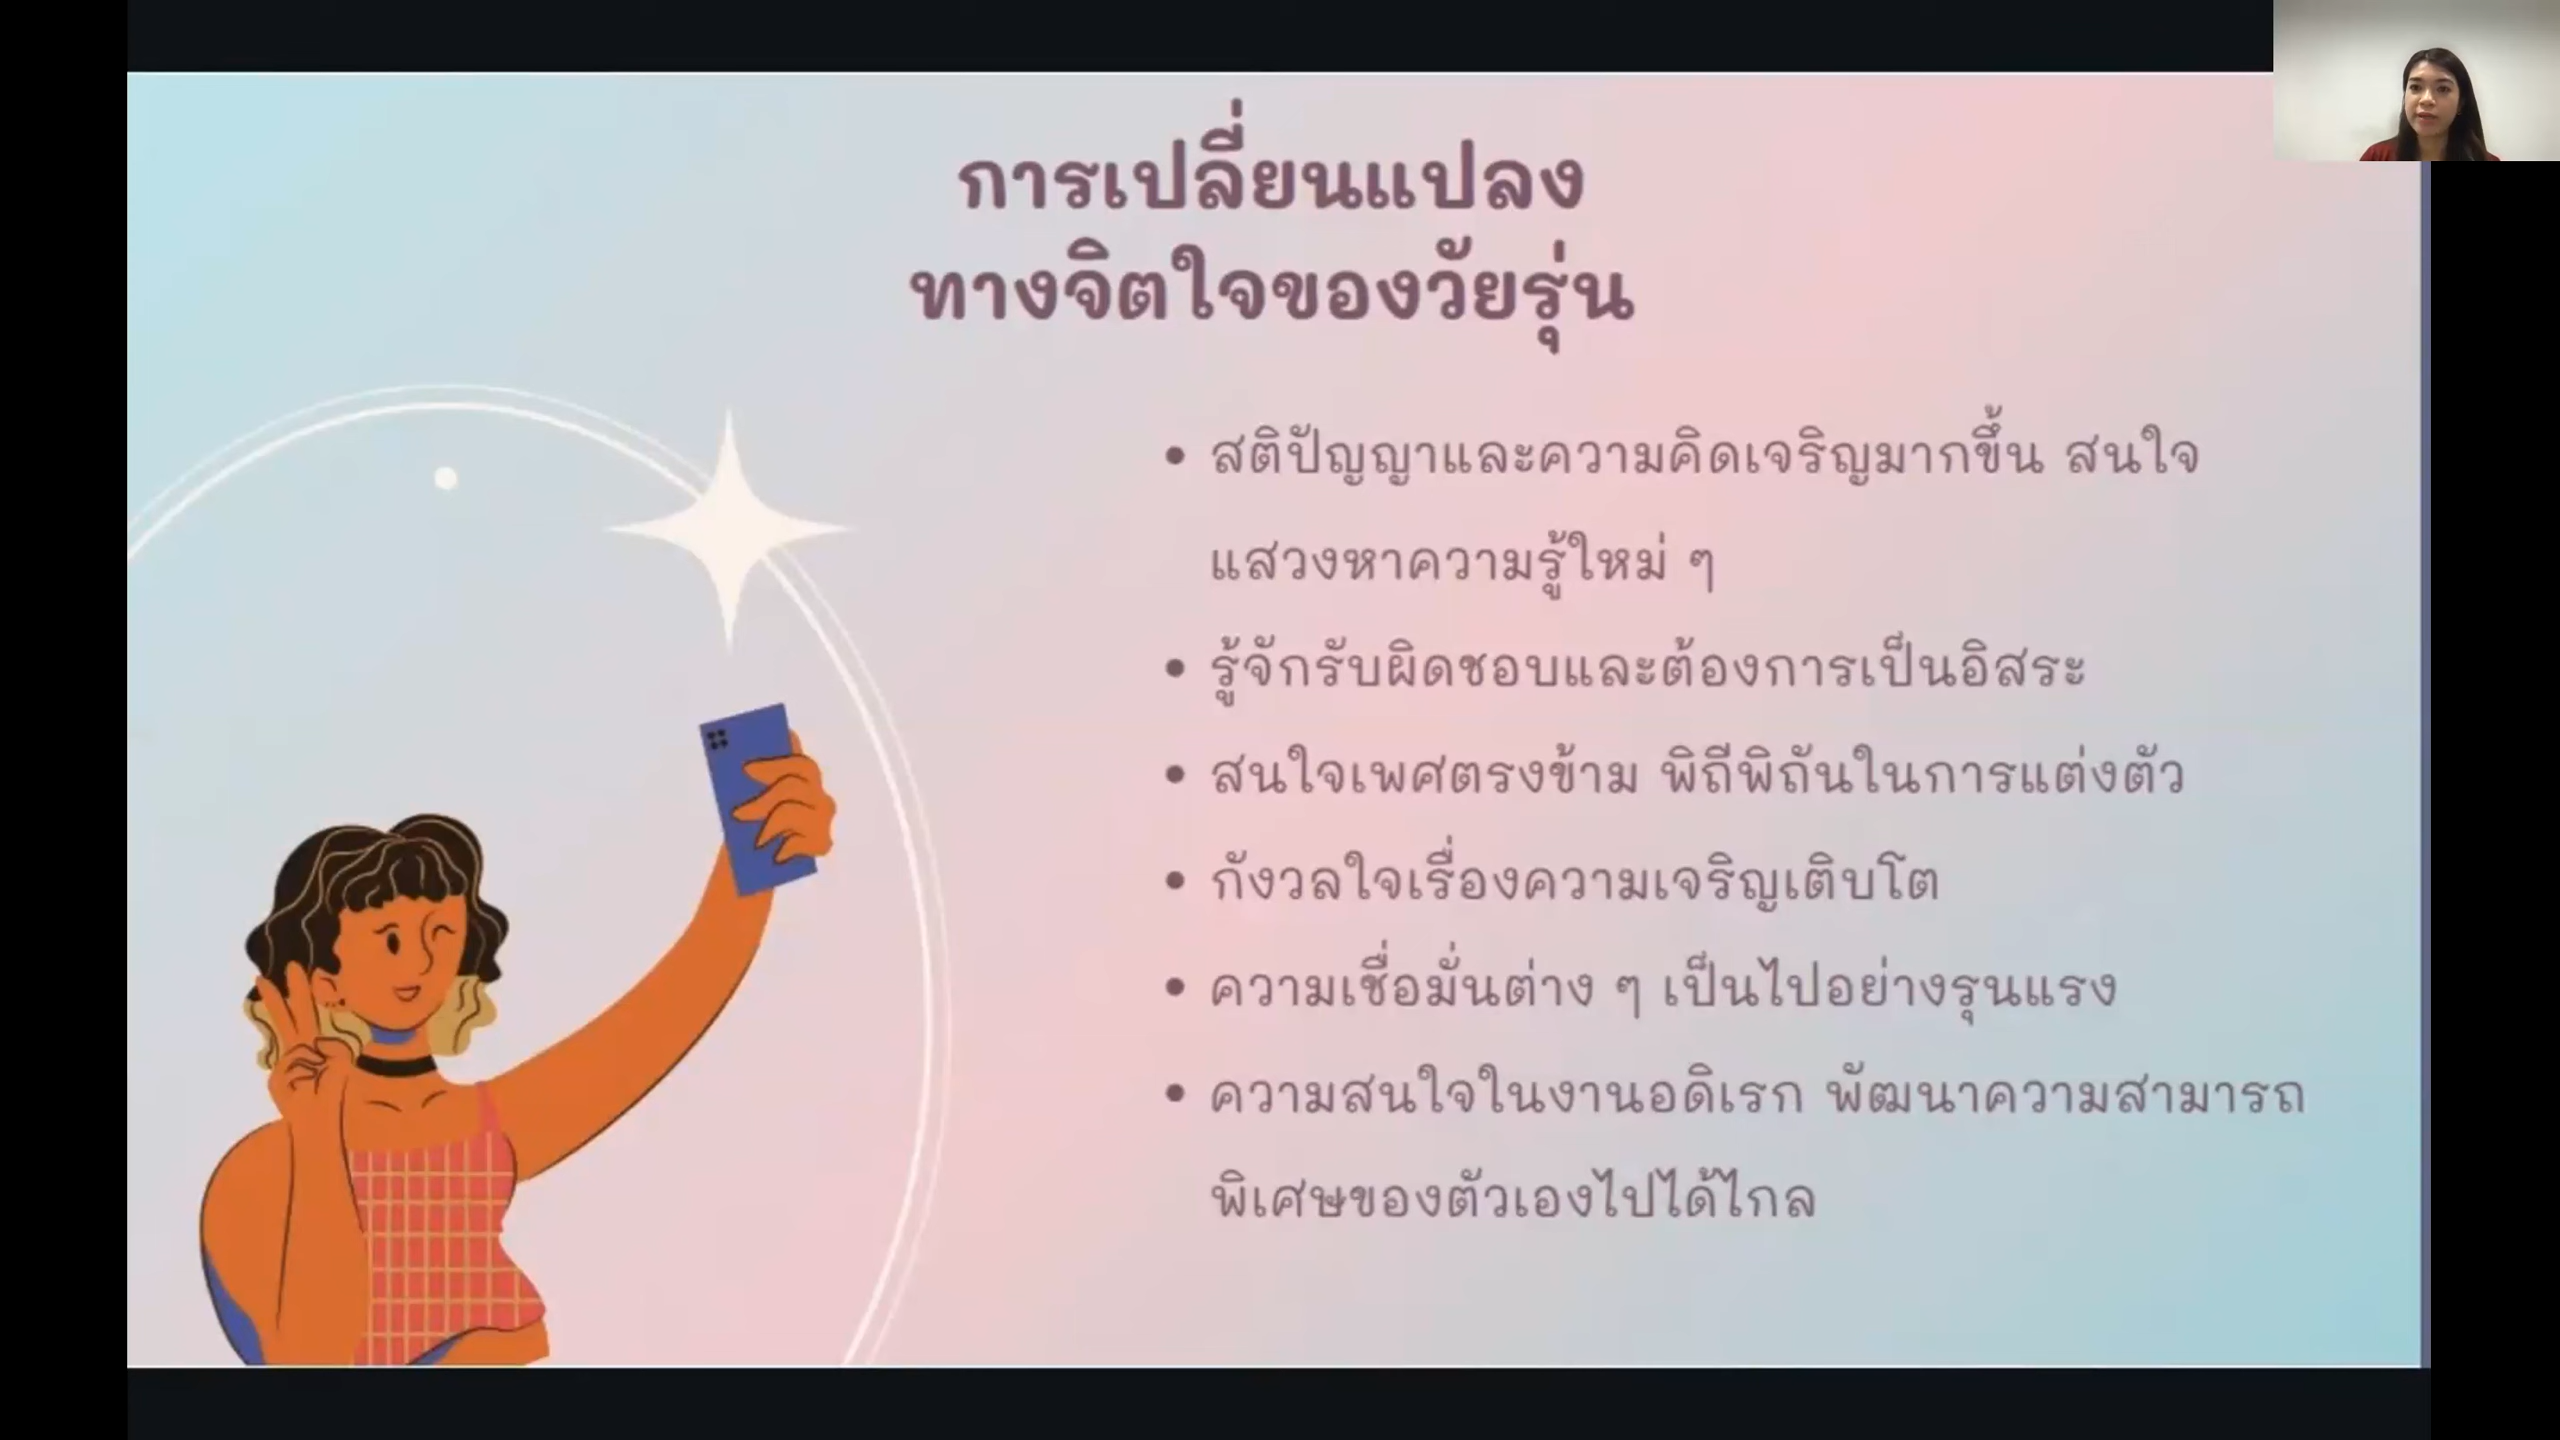 การเปลี่ยนแปลง
ทางจิตใจของวัยรุ่น
• สติปัญญาและความคิดเจริญมากขึ้น สนใจ
แสวงหาความรู้ใหม่ ๆ
• รู้จักรับผิดชอบและต้องการเป็นอิสระ
• สนใจเพศตรงข้าม พิถีพิถันในการแต่งตัว
• กังวลใจเรื่องความเจริญเติบโต
• ความเชื่อมั่นต่าง ๆ เป็นไปอย่างรุนแรง
• ความสนใจในงานอดิเรก พัฒนาความสามารถ
พิเศษของตัวเองไปได้ไกล